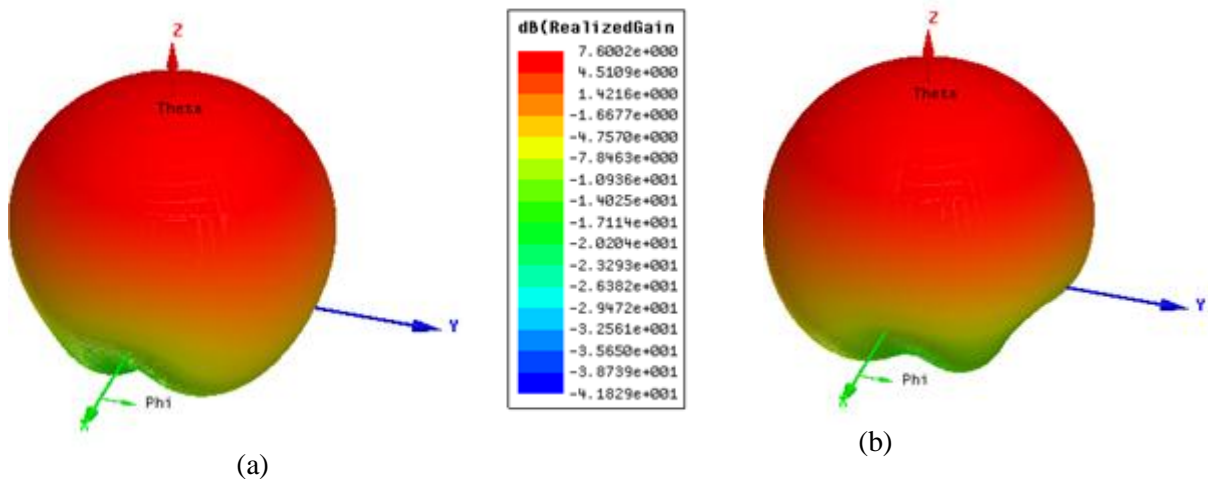 Z
Theta
Y
X
Phi
(a)
dB(RealizedGain
7.6002e+000
4.5109e+000
1.4216e+000
-1.6677e+000
-4.7570e+000
-7.8463e+000
-1.0936e+001
-1.4025e+001
-1.7114e+001
-2.0204e+001
-2.3293e+001
-2.6382e+001
-2.9472e+001
-3.2561e+001
-3.5650e+001
-3.8739e+001
-4.1829e+001
Z
Theta
Y
X
Phi
(b)